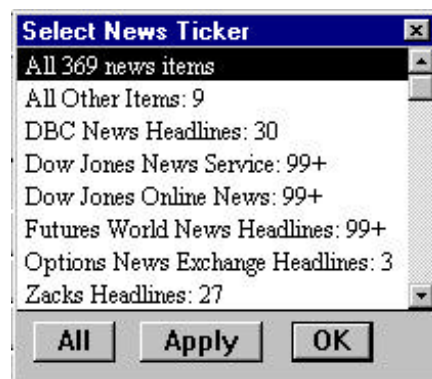 Select News Ticker
All 369 news items
All Other Items: 9
DBC News Headlines: 30
Dow Jones News Service: 99+
Dow Jones Online News: 99+
Futures World News Headlines: 99+
Options News Exchange Headlines: 3
Zacks Headlines: 27
All Apply OK